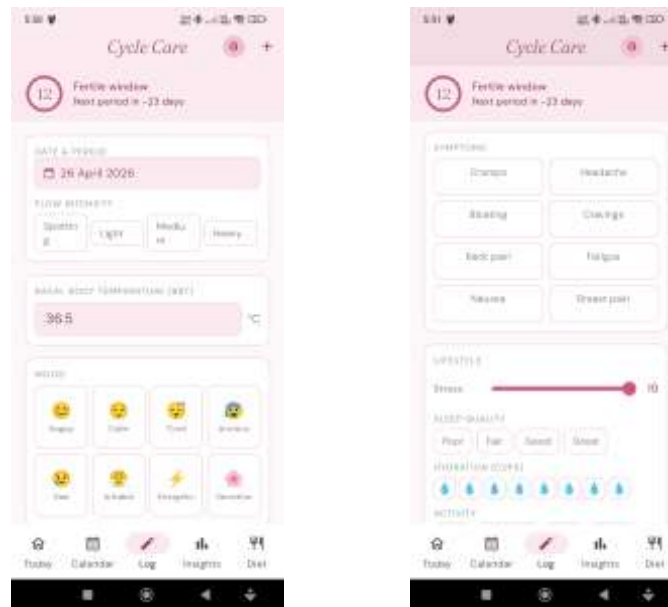 Cycle Care
+
12
Fertile window
Next period in ~23 days
DATE & PERIOD
26 April 2026
FLOW INTENSITY
Spottin
g
Light
Mediu
m
Heavy
BASAL BODY TEMPERATURE (BBT)
36.5
°C
MOOD
Happy
Calm
Tired
Anxious
Sad
Irritated
Energetic
Sensitive
Today
Calendar
Log
Insights
Diet
5:51
Cycle Care
+
12
Fertile window
Next period in ~23 days
SYMPTOMS
Cramps
Headache
Bloating
Cravings
Back pain
Fatigue
Nausea
Breast pain
LIFESTYLE
Stress
10
SLEEP QUALITY
Poor
Fair
Good
Great
HYDRATION (CUPS)
ACTIVITY
Today
Calendar
Log
Insights
Diet